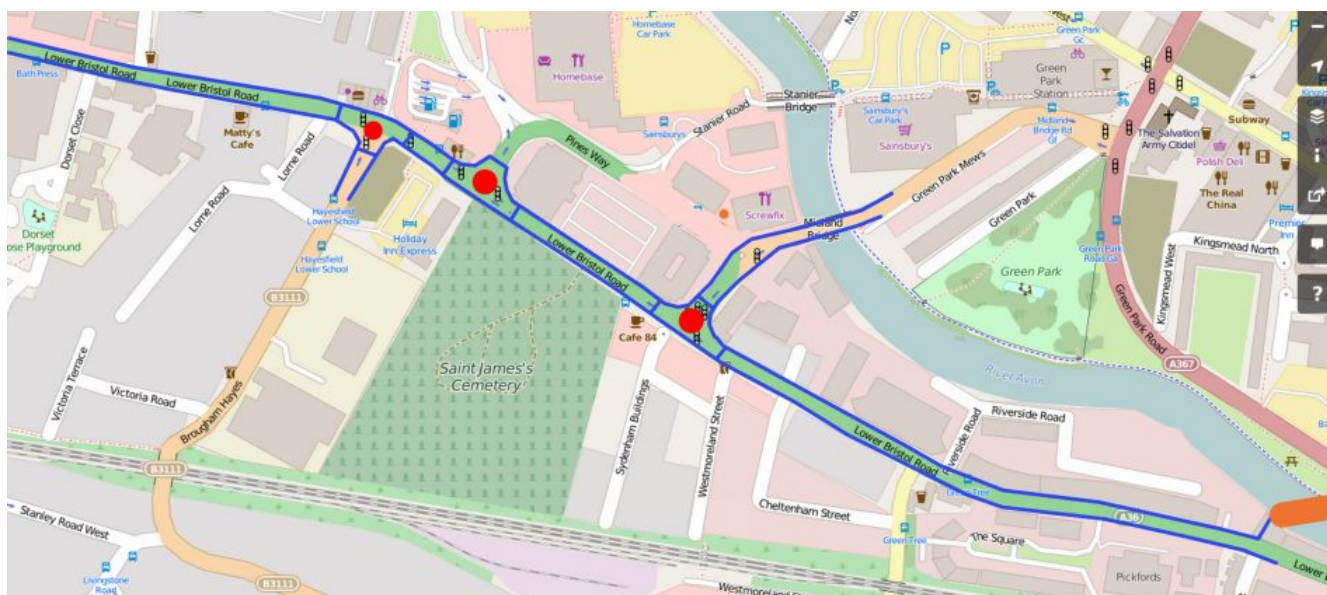 Homebase
Car Park
Green Park
Gc
Lower Bristol Road
Lower Bristol Road
Bath Press
Homebase
Stanier
Bridge
Green
Park
Station
Stanier Road
Sainsbury's
Car Park
Midland
Bridge Rd
Subway
Matty's
Cafe
Sainsburys
Sainsbury's
The Salvation
Army Citidel
Polish Deli
Dorset Close
Lorne Road
Pines Way
Green Park Mews
The Real
China
Lorne Road
Hayesfield
Lower School
Screwfix
Midland
Bridge
Green Park
Premier
Inn
Dorset
Holiday
Inn Express
Hayesfield
Lower School
Lower Bristol Road
Green Park
Green Park
Road
Kingsmead North
Kingsmead West
B3111
Green Park Road
Cafe 84
Saint James's
Cemetery
A367
River Avon
Victoria Terrace
Victoria Road
Brougham Hayes
Sydenham Buildings
Westmoreland Street
Riverside Road
Riverside Road
B3111
Lower Bristol Road
Green Tree
Cheltenham Street
A36
Stanley Road West
Green Tree
The Square
Livingstone
Road
B3111
Pickfords
Westmoreland Street
?